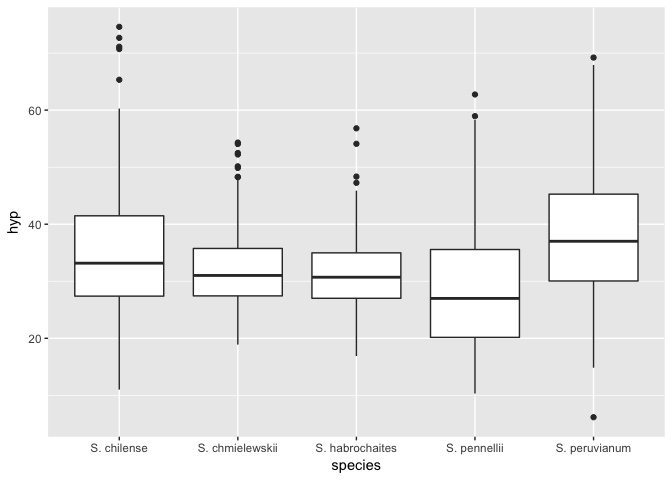 hyp
60
40
20
S. chilense S. chmielewskii S. habrochaites S. pennellii S. peruvianum
species